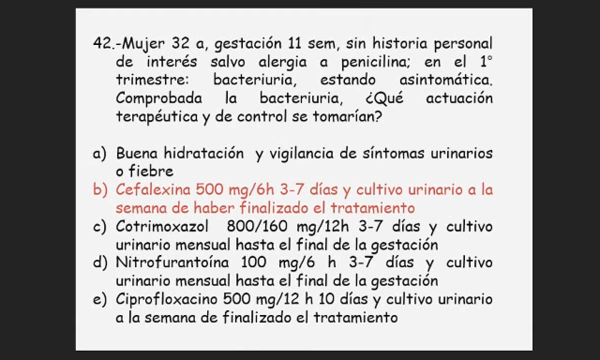 42.-Mujer 32 a, gestación 11 sem, sin historia personal
de interés salvo alergia a penicilina; en el 1°
trimestre: bacteriuria, estando asintomática.
Comprobada la bacteriuria, ¿Qué actuación
terapéutica y de control se tomarían?
a) Buena hidratación y vigilancia de síntomas urinarios
o fiebre
b) Cefalexina 500 mg/6h 3-7 días y cultivo urinario a la
semana de haber finalizado el tratamiento
c) Cotrimoxazol 800/160 mg/12h 3-7 días y cultivo
urinario mensual hasta el final de la gestación
d) Nitrofurantoína 100 mg/6 h 3-7 días y cultivo
urinario mensual hasta el final de la gestación
e) Ciprofloxacino 500 mg/12 h 10 días y cultivo urinario
a la semana de finalizado el tratamiento